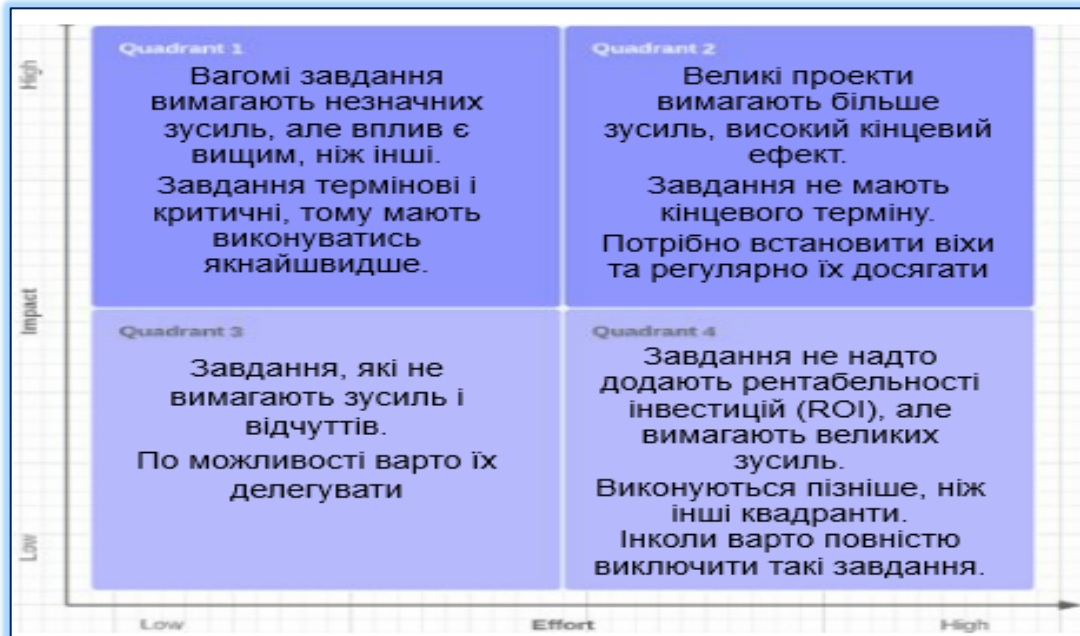 High
Quadrant 1
Вагомі завдання
вимагають незначних
зусиль, але вплив є
вищим, ніж інші.
Завдання термінові і
критичні, тому мають
виконуватись
якнайшвидше.
Quadrant 2
Великі проекти
вимагають більше
зусиль, високий кінцевий
ефект.
Завдання не мають
кінцевого терміну.
Потрібно встановити віхи
та регулярно їх досягати
Impact
Quadrant 3
Завдання, які не
вимагають зусиль і
відчуттів.
По можливості варто їх
делегувати
Quadrant 4
Завдання не надто
додають рентабельності
інвестицій (ROI), але
вимагають великих
зусиль.
Виконуються пізніше, ніж
інші квадранти.
Інколи варто повністю
виключити такі завдання.
Low
Low
Effort
High